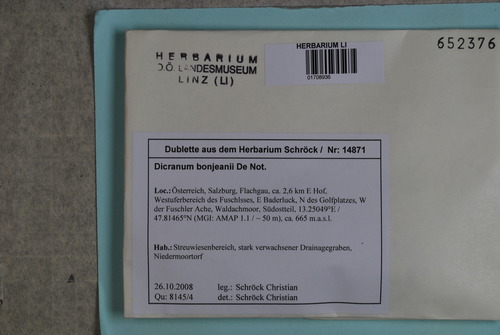 HERBARIUM
O.Ö. LANDESMUSEUM
LINZ (LI)
HERBARIUM LI
01708936
652376
Dublette aus dem Herbarium Schröck / Nr: 14871
Dicranum bonjeanii De Not.
Loc.: Österreich, Salzburg, Flachgau, ca. 2,6 km E Hof,
Westuferbereich des Fuschlsses, E Baderluck, N des Golfplatzes, W
der Fuschler Ache, Waldachmoor, Südostteil, 13.25049°E /
47.81465°N (MGI: AMAP 1.1 / ~ 50 m), ca. 665 m.a.s.l.
Hab.: Streuwiesenbereich, stark verwachsener Drainagegraben,
Niedermoortorf
26.10.2008 leg.: Schröck Christian
Qu: 8145/4 det.: Schröck Christian